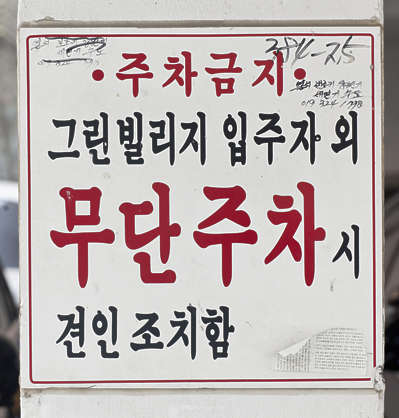 • 주차금지 •
그린빌리지 입주자 외
무단주차 시
견인 조치함